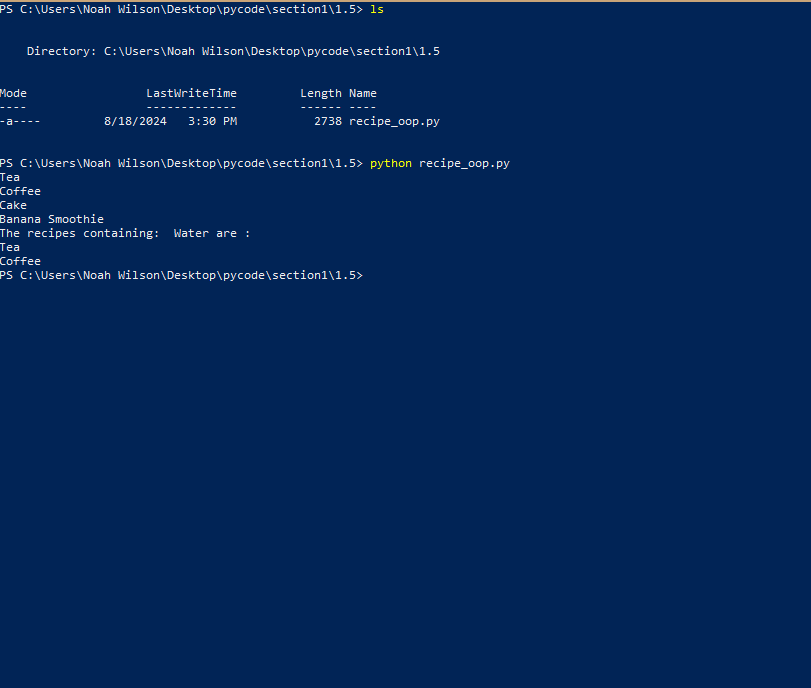 PS C:\Users\Noah Wilson\Desktop\pycode\section1\1.5> ls
Directory: C:\Users\Noah Wilson\Desktop\pycode\section1\1.5
Mode                 LastWriteTime         Length Name
----                 -------------         ------ ----
-a----         8/18/2024   3:30 PM           2738 recipe_oop.py
PS C:\Users\Noah Wilson\Desktop\pycode\section1\1.5> python recipe_oop.py
Tea
Coffee
Cake
Banana Smoothie
The recipes containing:  Water are :
Tea
Coffee
PS C:\Users\Noah Wilson\Desktop\pycode\section1\1.5>